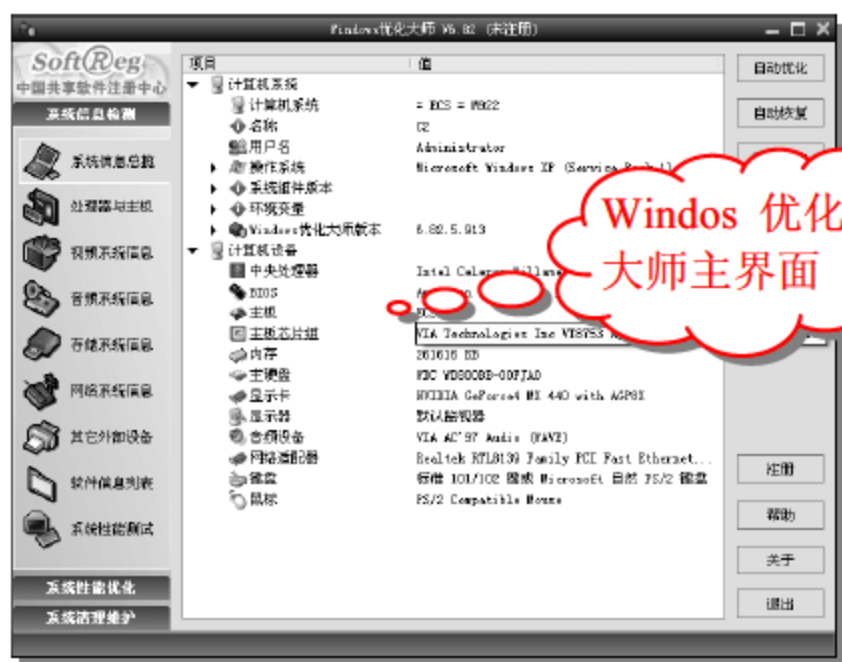 Windows优化大师 V6.82 (未注册)
Soft®Reg
中国共享软件注册中心
系统信息检测
系统信息总揽
处理器与主机
视频系统信息
音频系统信息
存储系统信息
网络系统信息
其它外部设备
软件信息列表
系统性能测试
系统性能优化
系统清理维护
项目 值
计算机系统
计算机系统 = ECS = M922
名称 C2
用户名 Administrator
操作系统 Microsoft Windows XP (Service
系统组件版本
环境变量
Windows优化大师版本 6.82.5.913
计算机设备
中央处理器 Intel Celeron
BIOS
主机
主板芯片组 VIA Technologies Inc VT8753
内存 261616 KB
主硬盘 WDC WD800BB-00FJA0
显示卡 NVIDIA GeForce4 MX 440 with AGP8X
显示器 默认监视器
音频设备 VIA AC'97 Audio (WAVE)
网络适配器 Realtek RTL8139 Family PCI Fast Ethernet...
键盘 标准 101/102 键或 Microsoft 自然 PS/2 键盘
鼠标 PS/2 Compatible Mouse
自动优化
自动恢复
注册
帮助
关于
退出
Windos 优化
大师主界面